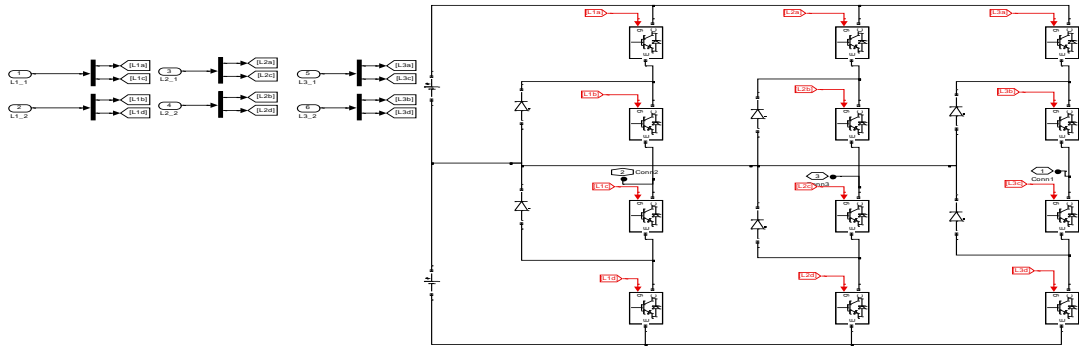 [L1a] [L2a] [L3a]
1 [L1a] 3 [L2a] 5 [L3a]
L1_1 [L1c] L2_1 [L2c] L3_1 [L3c]
2 [L1b] 4 [L2b] 6 [L3b]
L1_2 [L1d] L2_2 [L2d] L3_2 [L3d]
[L1b] [L2b] [L3b]
2 Conn2 3 1
Conn1
[L1c] [L2c] [L3c]
[L1d] [L2d] [L3d]
g C E
g C E
g C E
g C E
g C E
g C E
g C E
g C E
g C E
g C E
g C E
g C E